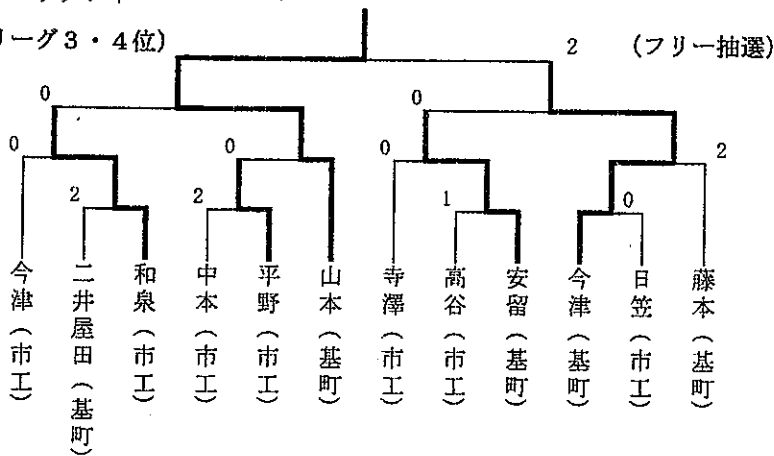 リーグ3・4位)
2 (フリー抽選)
0 0
0 0 0 2
2 2 1 0
今津(市工)
二井屋田(基町)
和泉(市工)
中本(市工)
平野(市工)
山本(基町)
寺澤(市工)
高谷(市工)
安留(基町)
今津(基町)
日笠(市工)
藤本(基町)